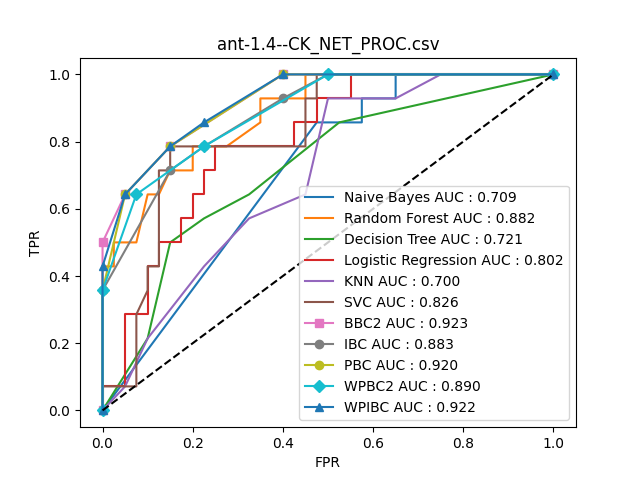 ant-1.4--CK_NET_PROC.csv
1.0
0.8
0.6
0.4
0.2
0.0
TPR
Naive Bayes AUC : 0.709
Random Forest AUC : 0.882
Decision Tree AUC : 0.721
Logistic Regression AUC : 0.802
KNN AUC : 0.700
SVC AUC : 0.826
BBC2 AUC : 0.923
IBC AUC : 0.883
PBC AUC : 0.920
WPBC2 AUC : 0.890
WPIBC AUC : 0.922
0.0 0.2 0.4 0.6 0.8 1.0
FPR